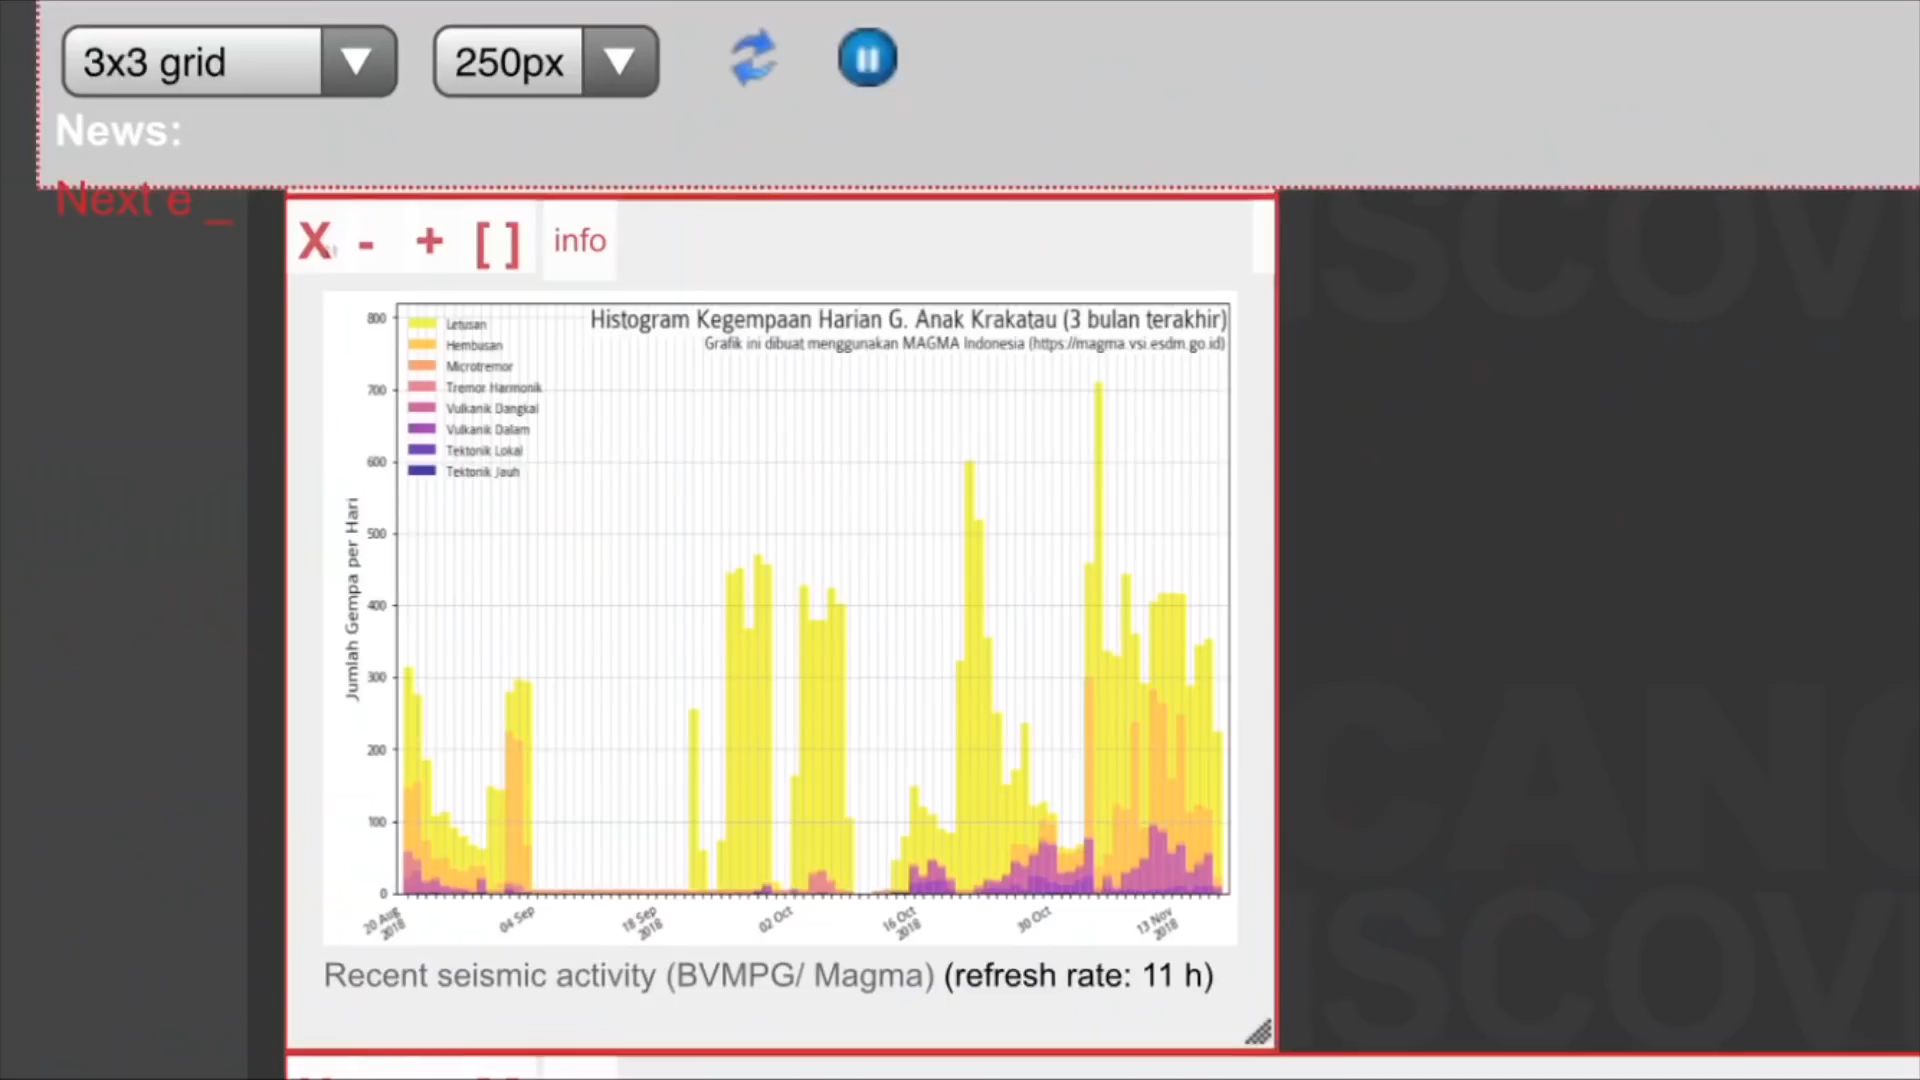 3x3 grid
250px
News:
Next e _
X - + [ ] info
Histogram Kegempaan Harian G. Anak Krakatau (3 bulan terakhir)
Grafik ini dibuat menggunakan MAGMA Indonesia (https://magma.vsi.esdm.go.id)
Letusan
Hembusan
Microtremor
Tremor Harmonik
Vulkanik Dangkal
Vulkanik Dalam
Tektonik Lokal
Tektonik Jauh
Jumlah Gempa per Hari
800
700
600
500
400
300
200
100
0
20 Aug 2018
04 Sep
18 Sep 2018
02 Oct
16 Oct 2018
30 Oct
13 Nov 2018
Recent seismic activity (BVMPG/ Magma) (refresh rate: 11 h)